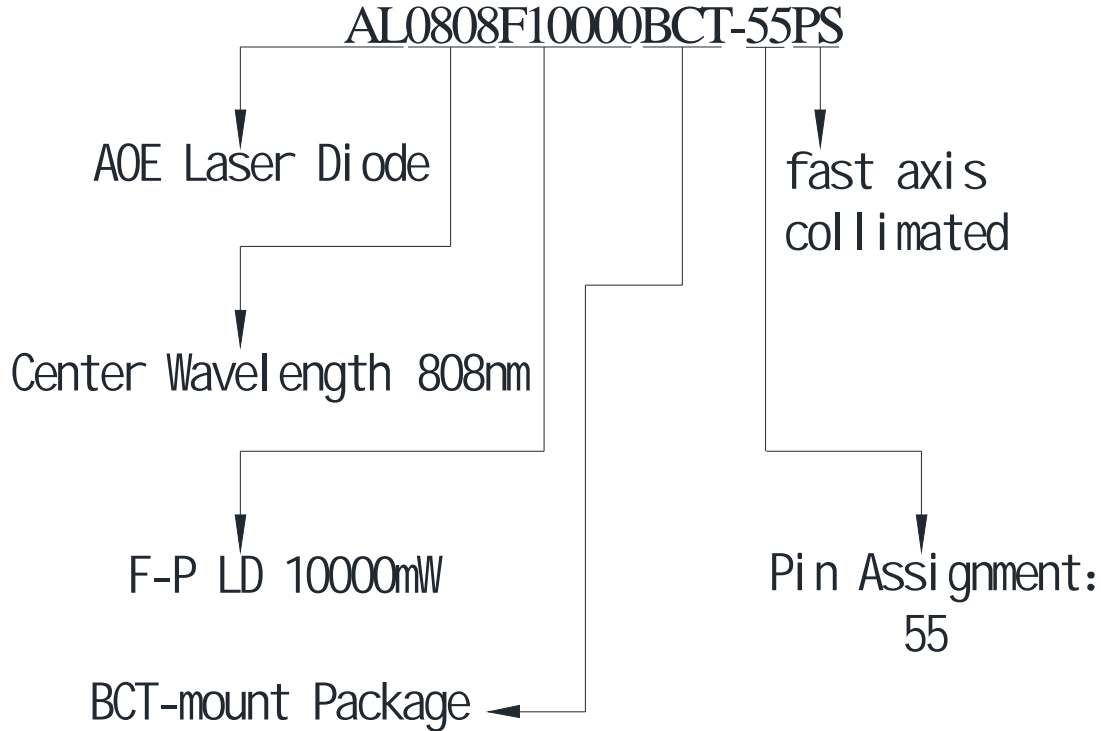 AL0808F10000BCT-55PS
AOE Laser Diode
fast axis
collimated
Center Wavelength 808nm
F-P LD 10000mW
Pin Assignment：
55
BCT-mount Package